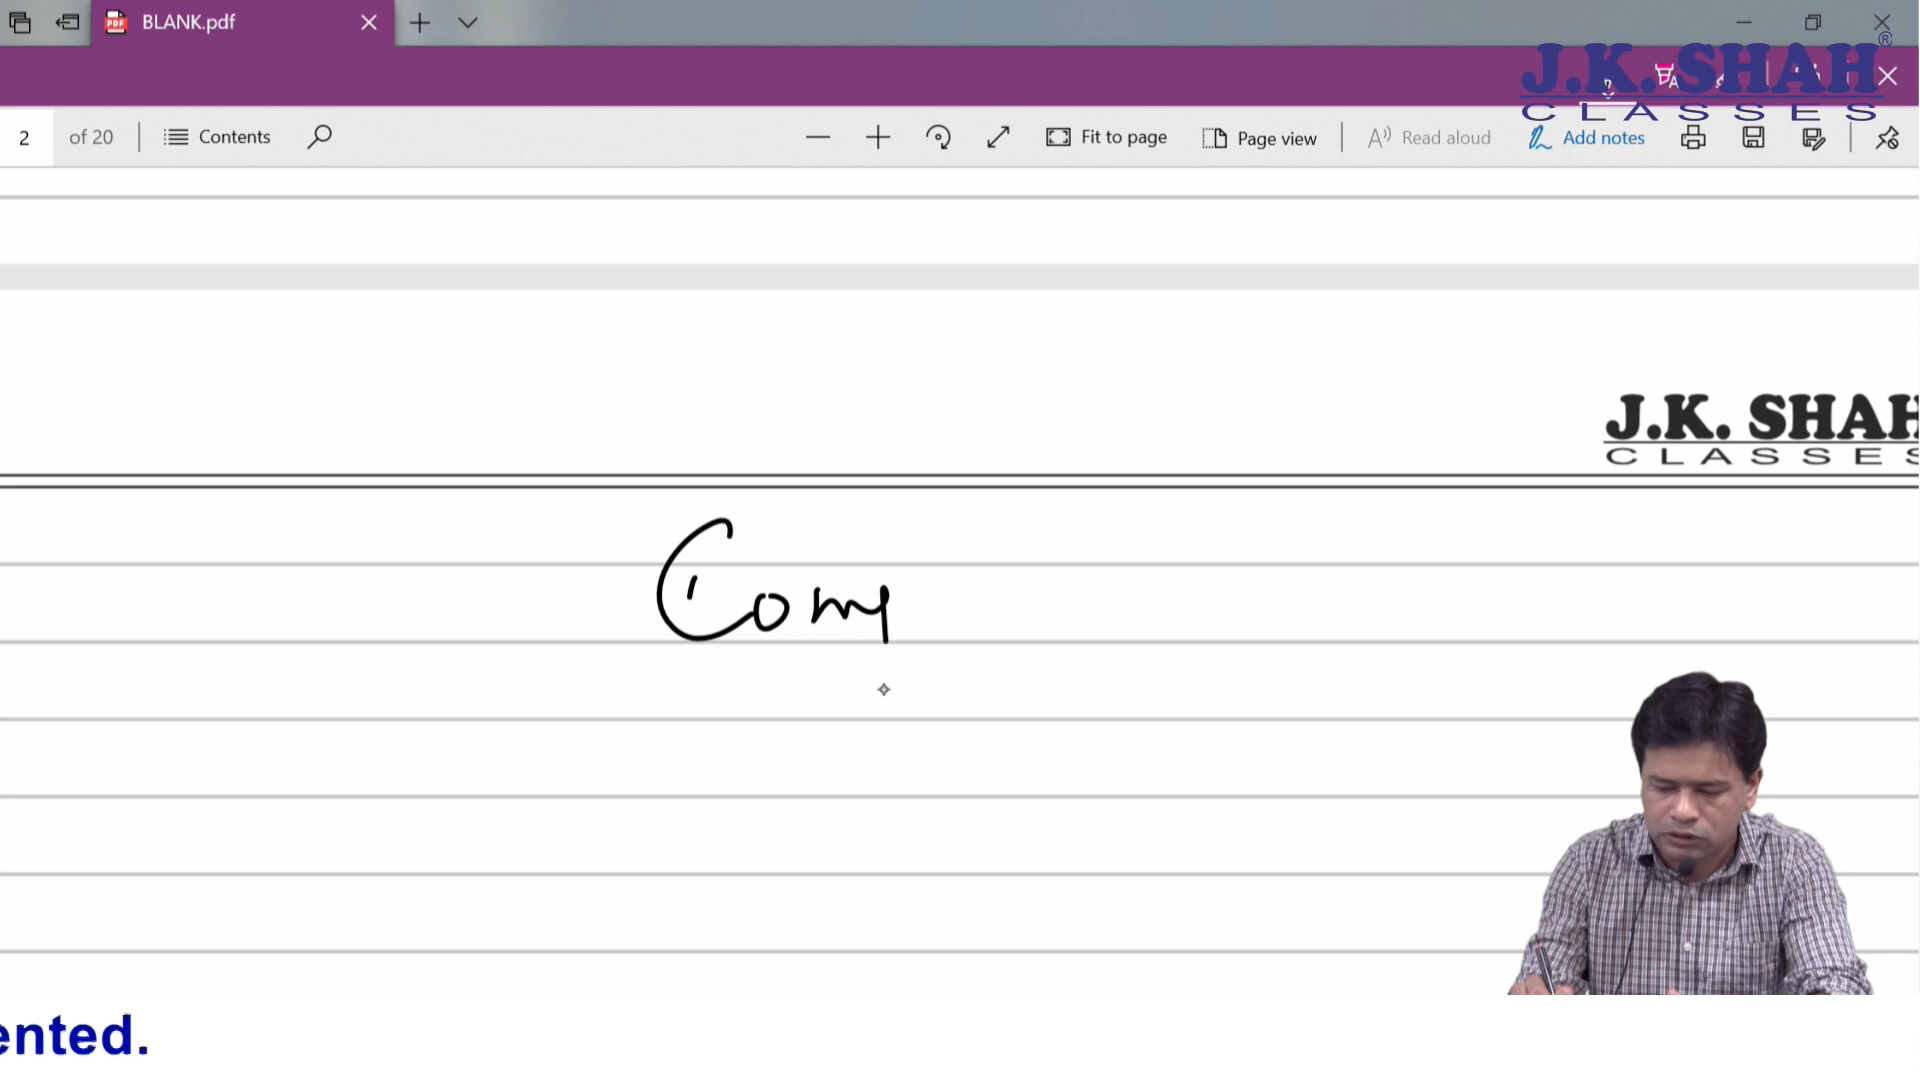 BLANK.pdf
J.K.SHAH®
CLASSES
2 of 20 Contents Fit to page Page view Read aloud Add notes
J.K. SHAH
CLASSES
Com
ented.